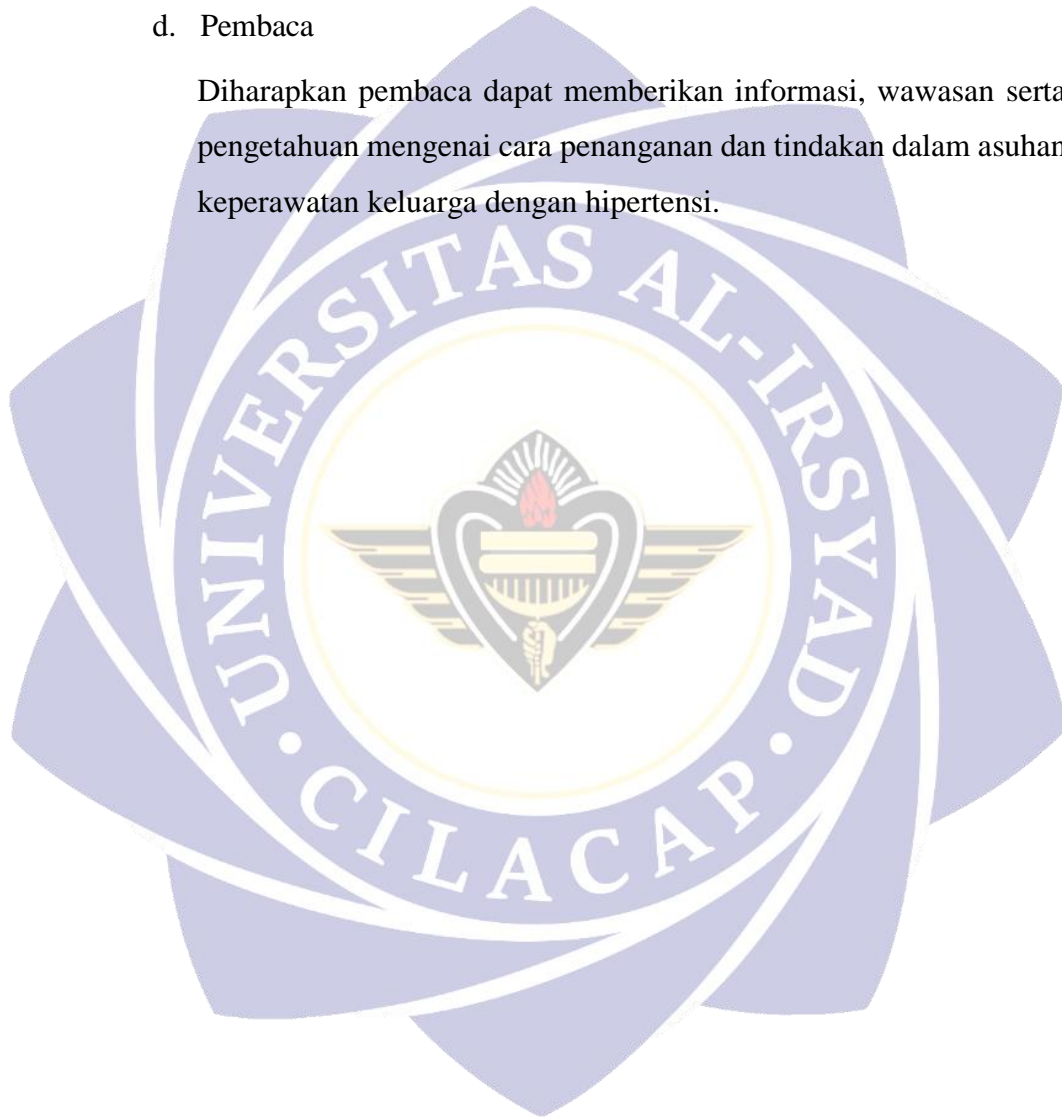 d. Pembaca
Diharapkan pembaca dapat memberikan informasi, wawasan serta
pengetahuan mengenai cara penanganan dan tindakan dalam asuhan
keperawatan keluarga dengan hipertensi.
UNIVERSITAS AL-IRSYAD
• CILACAP •